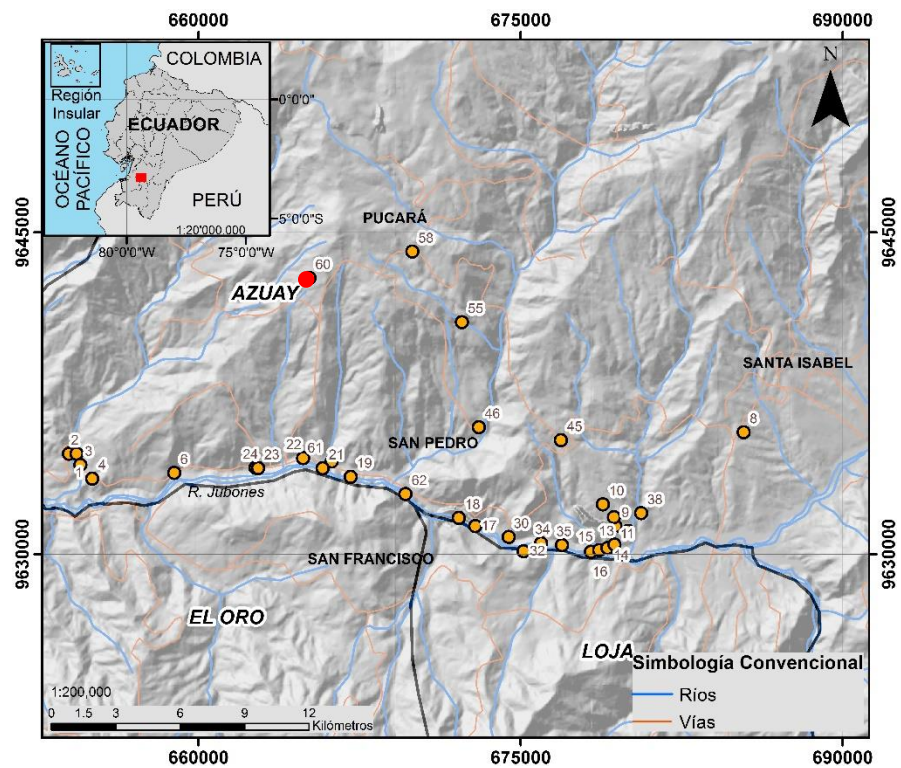 660000
675000
690000
COLOMBIA
Región
Insular
0°0'0"
ECUADOR
OCÉANO
PACÍFICO
PERÚ
5°0'0"S
1:20'000.000
80°0'0"W
75°0'0"W
N
PUCARÁ
9645000
9645000
58
60
AZUAY
55
SANTA ISABEL
46
8
SAN PEDRO
45
2
3
1
4
6
24
23
22
61
21
19
R. Jubones
62
10
38
9
18
17
30
34
35
15
13
11
32
14
16
SAN FRANCISCO
9630000
9630000
EL ORO
LOJA
Simbología Convencional
Ríos
Vías
1:200,000
0 1.5 3 6 9 12
Kilómetros
660000
675000
690000